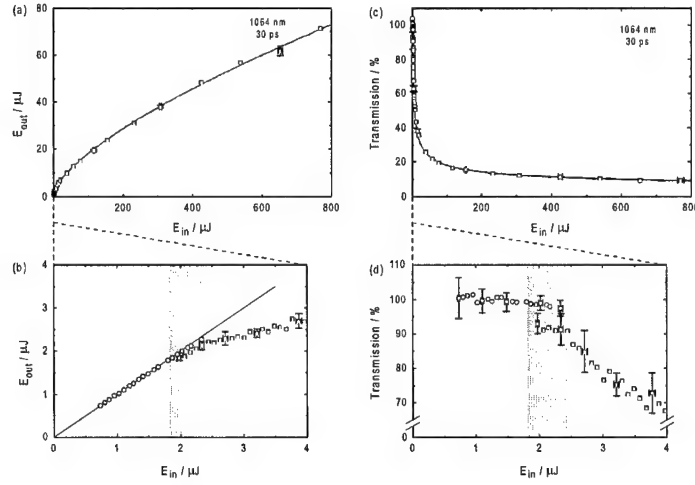 (a)
1064 nm
30 ps
E_out / µJ
80
60
40
20
0
0 200 400 600 800
E_in / µJ
(c)
1064 nm
30 ps
Transmission / %
100
80
60
40
20
0
0 200 400 600 800
E_in / µJ
(b)
E_out / µJ
4
3
2
1
0
0 1 2 3 4
E_in / µJ
(d)
Transmission / %
110
100
90
80
70
0
0 1 2 3 4
E_in / µJ